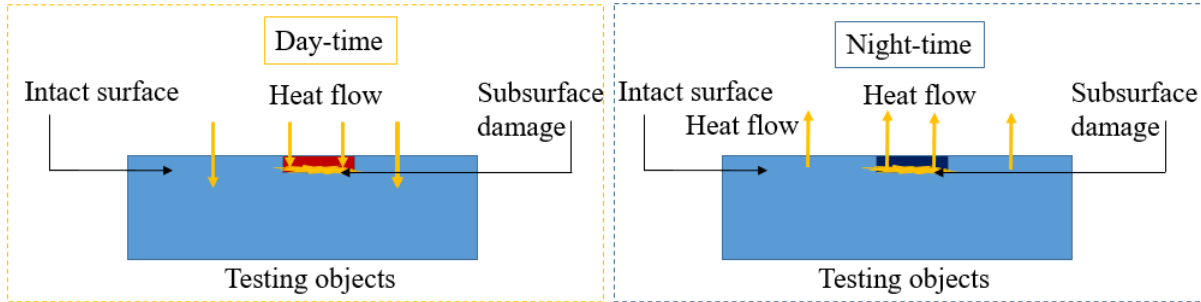 Day-time
Intact surface
Heat flow
Subsurface
damage
Testing objects
Night-time
Intact surface
Heat flow
Heat flow
Subsurface
damage
Testing objects